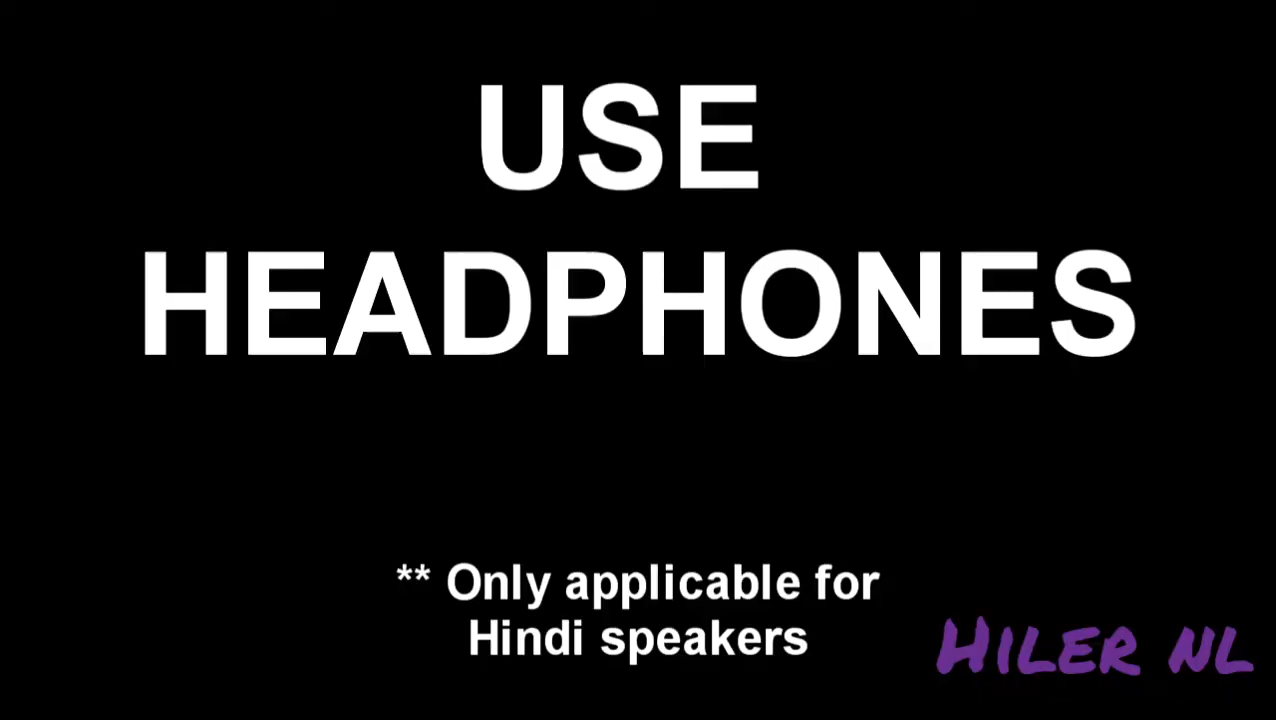 USE
HEADPHONES
** Only applicable for
Hindi speakers
HILER NL